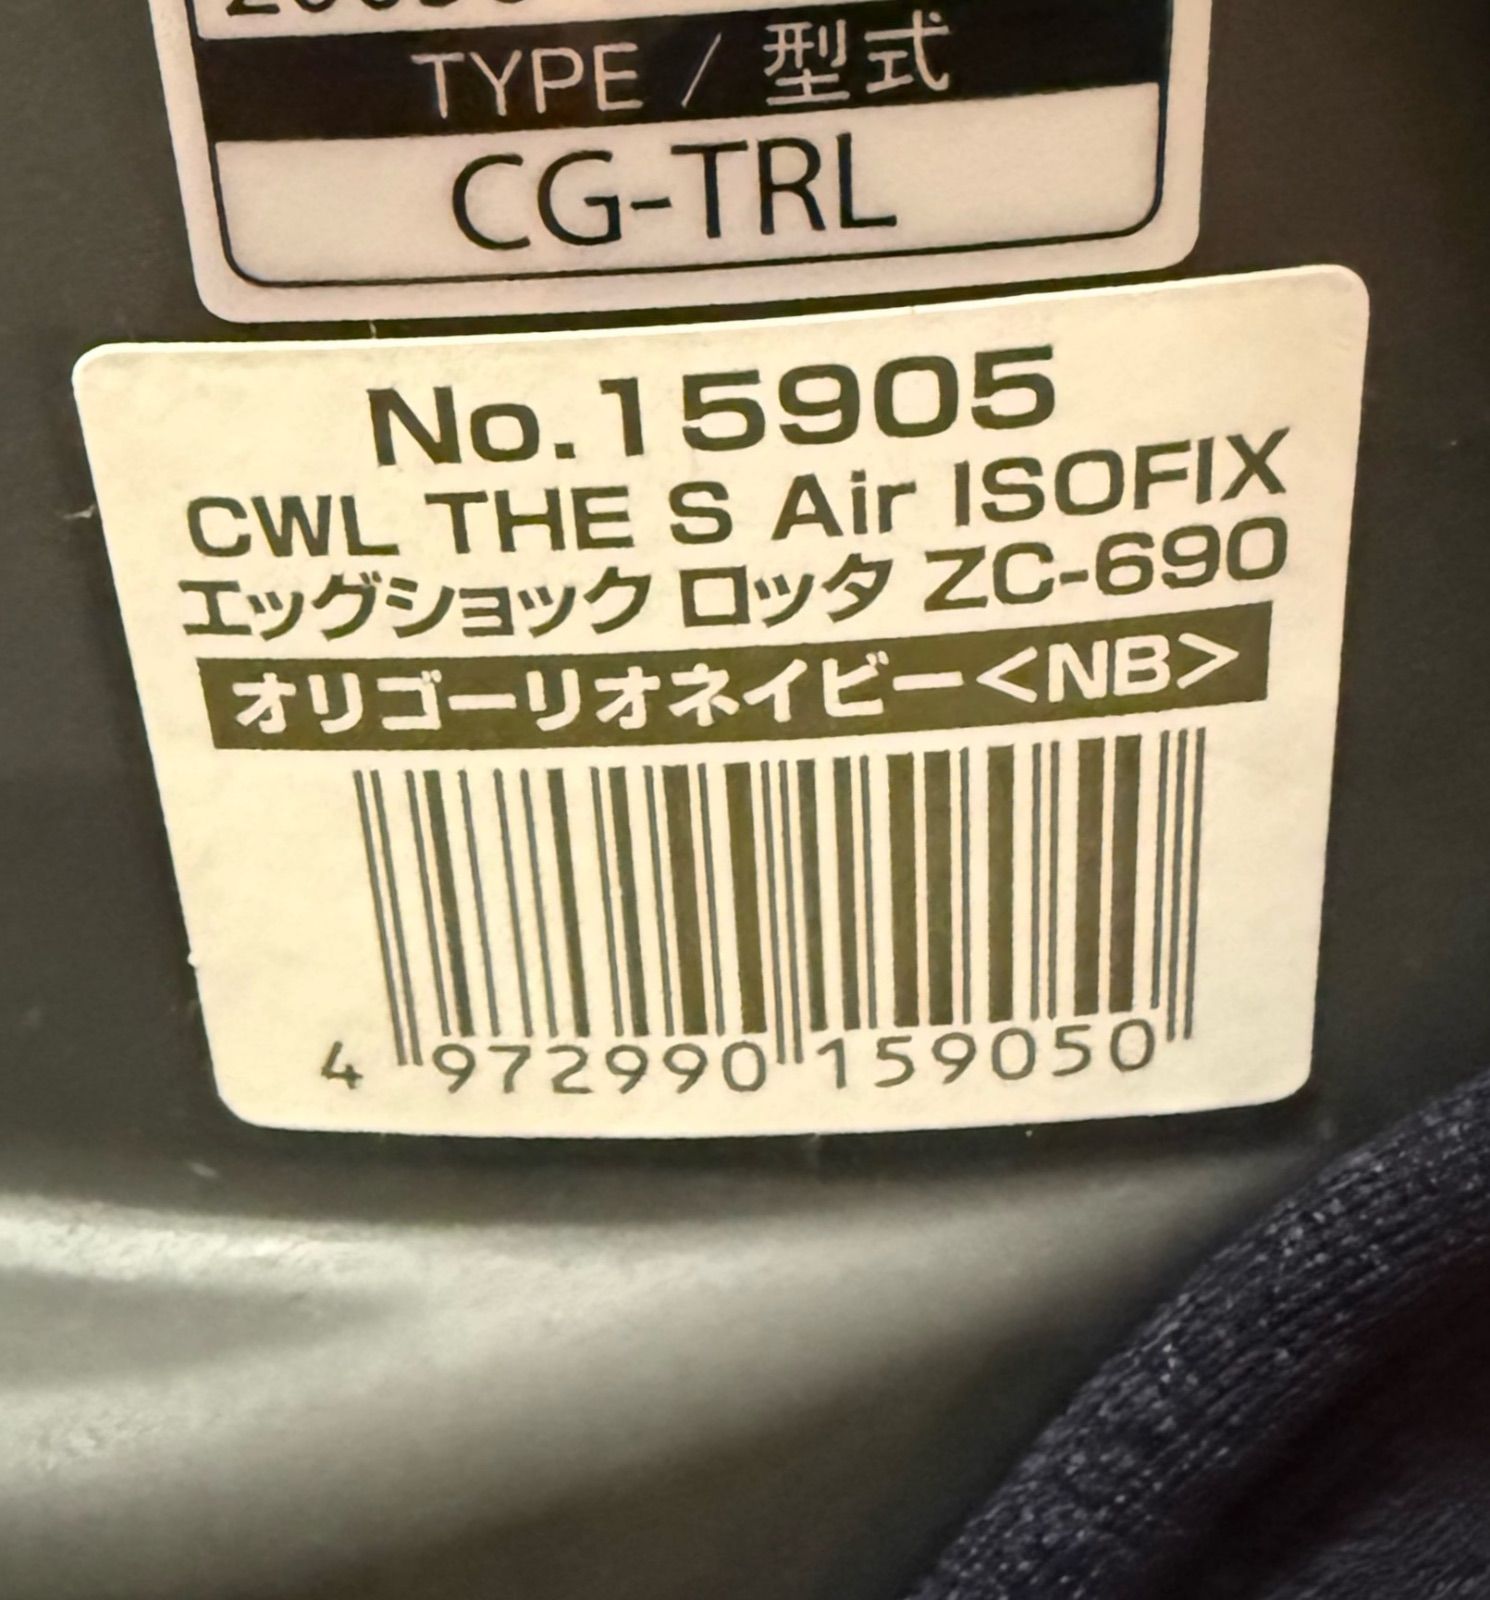 TYPE / 型式
CG-TRL
No.15905
CWL THE S Air ISOFIX
エッグショック ロッタ ZC-690
オリゴーリオネイビー<NB>
4 972990 159050